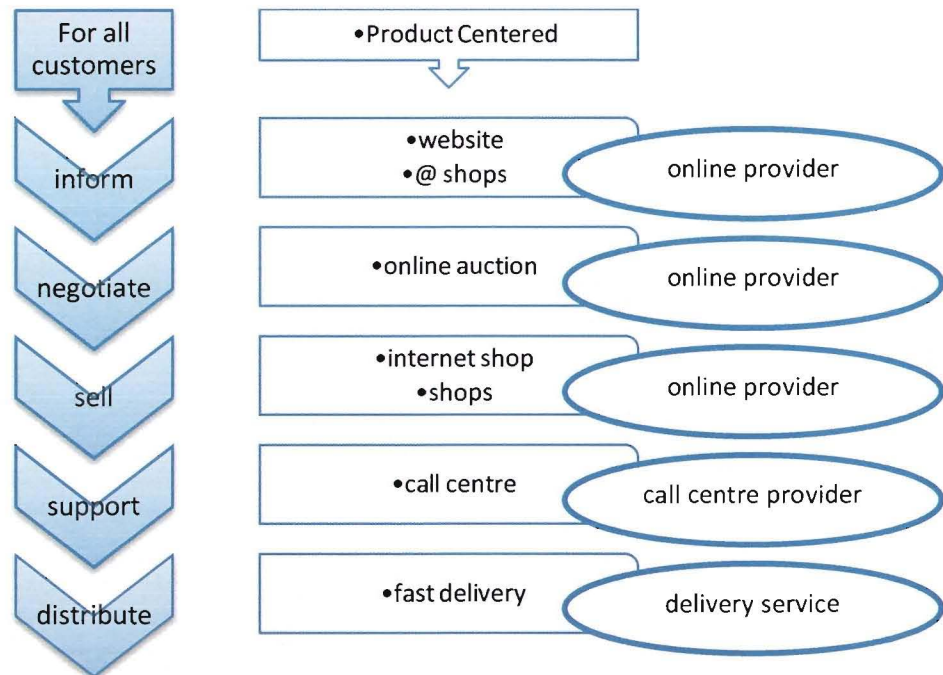 For all
customers
•Product Centered
inform
•website
•@ shops
online provider
negotiate
•online auction
online provider
sell
•internet shop
•shops
online provider
support
•call centre
call centre provider
distribute
•fast delivery
delivery service